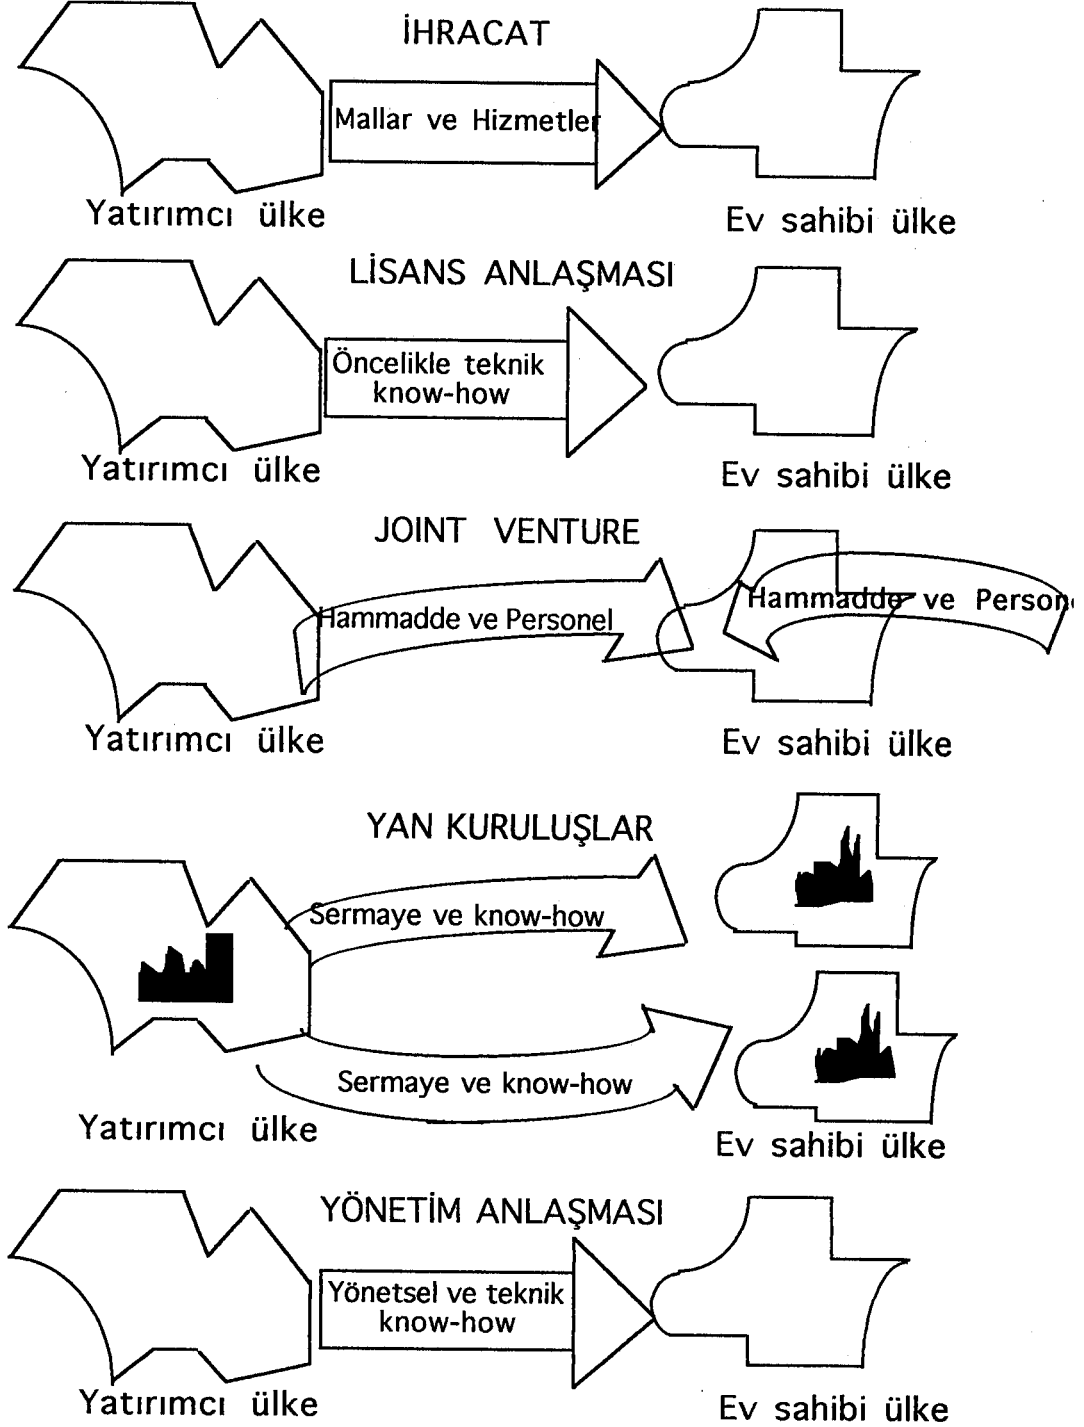 İHRACAT
Mallar ve Hizmetler
Yatırımcı ülke
Ev sahibi ülke
LİSANS ANLAŞMASI
Öncelikle teknik
know-how
Yatırımcı ülke
Ev sahibi ülke
JOINT VENTURE
Hammadde ve Personel
Hammadde ve Person
Yatırımcı ülke
Ev sahibi ülke
YAN KURULUŞLAR
Sermaye ve know-how
Sermaye ve know-how
Yatırımcı ülke
Ev sahibi ülke
YÖNETİM ANLAŞMASI
Yönetsel ve teknik
know-how
Yatırımcı ülke
Ev sahibi ülke